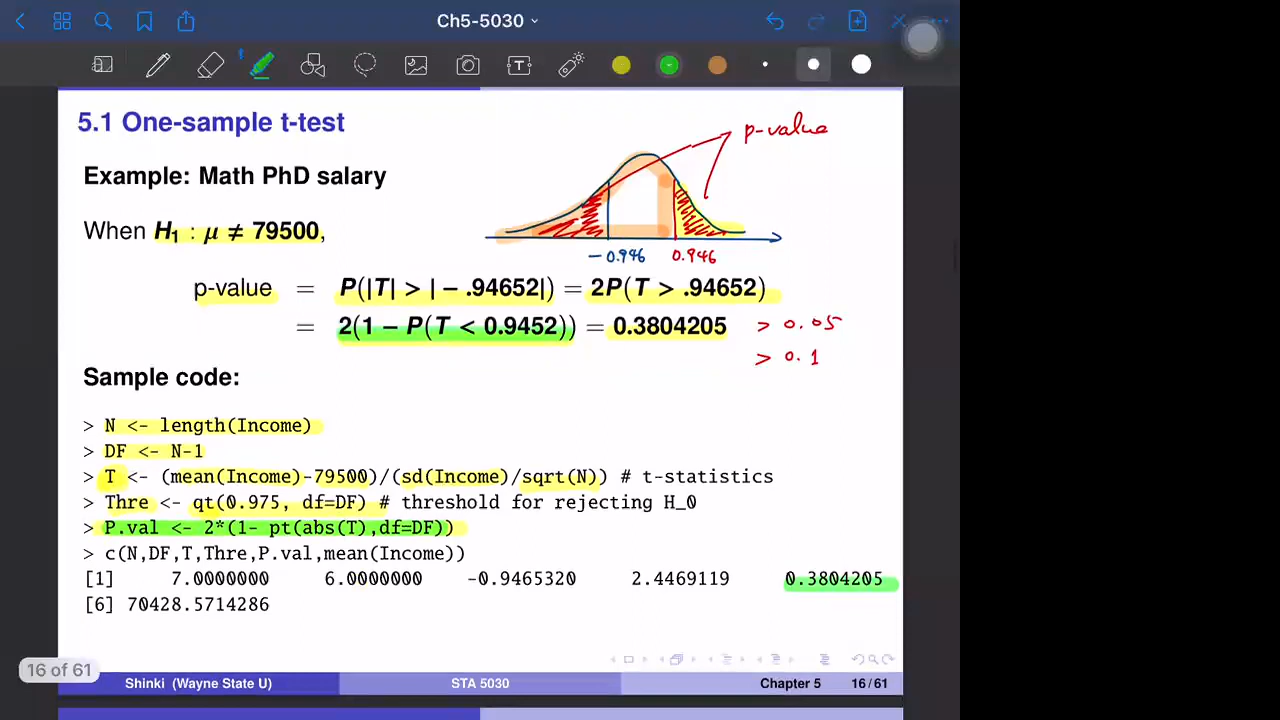 Ch5-5030
5.1 One-sample t-test
p-value
Example: Math PhD salary
When H1 : μ ≠ 79500,
-0.946 0.946
p-value = P(|T| > | − .94652|) = 2P(T > .94652)
= 2(1 − P(T < 0.9452)) = 0.3804205 > 0.05
> 0.1
Sample code:
> N <- length(Income)
> DF <- N-1
> T <- (mean(Income)-79500)/(sd(Income)/sqrt(N)) # t-statistics
> Thre <- qt(0.975, df=DF) # threshold for rejecting H_0
> P.val <- 2*(1- pt(abs(T),df=DF))
> c(N,DF,T,Thre,P.val,mean(Income))
[1] 7.0000000 6.0000000 -0.9465320 2.4469119 0.3804205
[6] 70428.5714286
16 of 61
Shinki (Wayne State U) STA 5030 Chapter 5 16/61